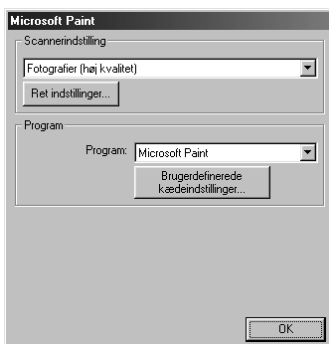 Microsoft Paint
Scannerindstilling
Fotografier (høj kvalitet)
Ret indstillinger...
Program
Program: Microsoft Paint
Brugerdefinerede
kædeindstillinger...
OK